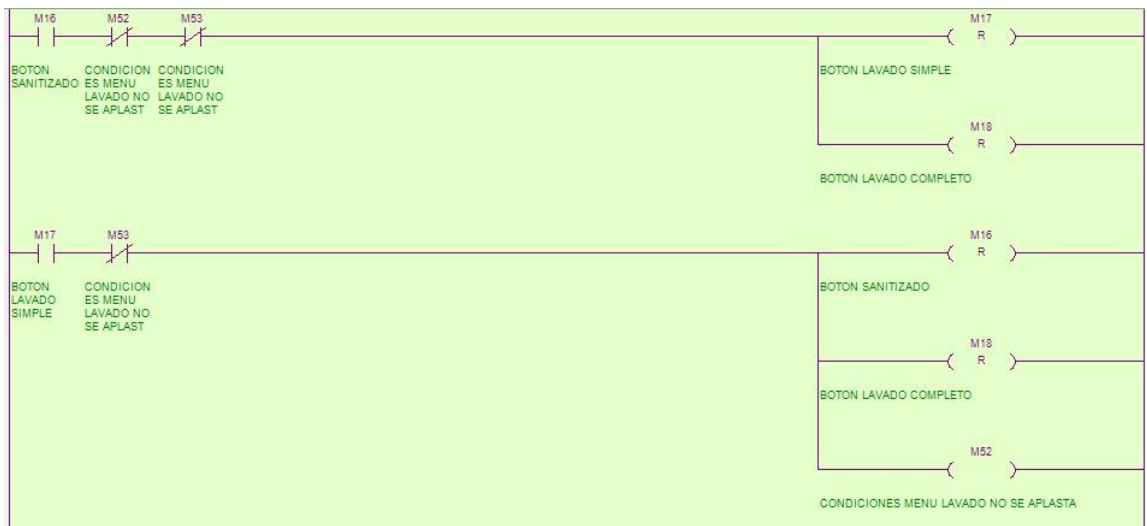 M16 M52 M53 M17
R
BOTON CONDICION CONDICION BOTON LAVADO SIMPLE
SANITIZADO ES MENU ES MENU
LAVADO NO LAVADO NO
SE APLAST SE APLAST
M18
R
BOTON LAVADO COMPLETO
M17 M53 M16
R
BOTON CONDICION BOTON SANITIZADO
LAVADO ES MENU
SIMPLE LAVADO NO
SE APLAST
M18
R
BOTON LAVADO COMPLETO
M52
CONDICIONES MENU LAVADO NO SE APLASTA